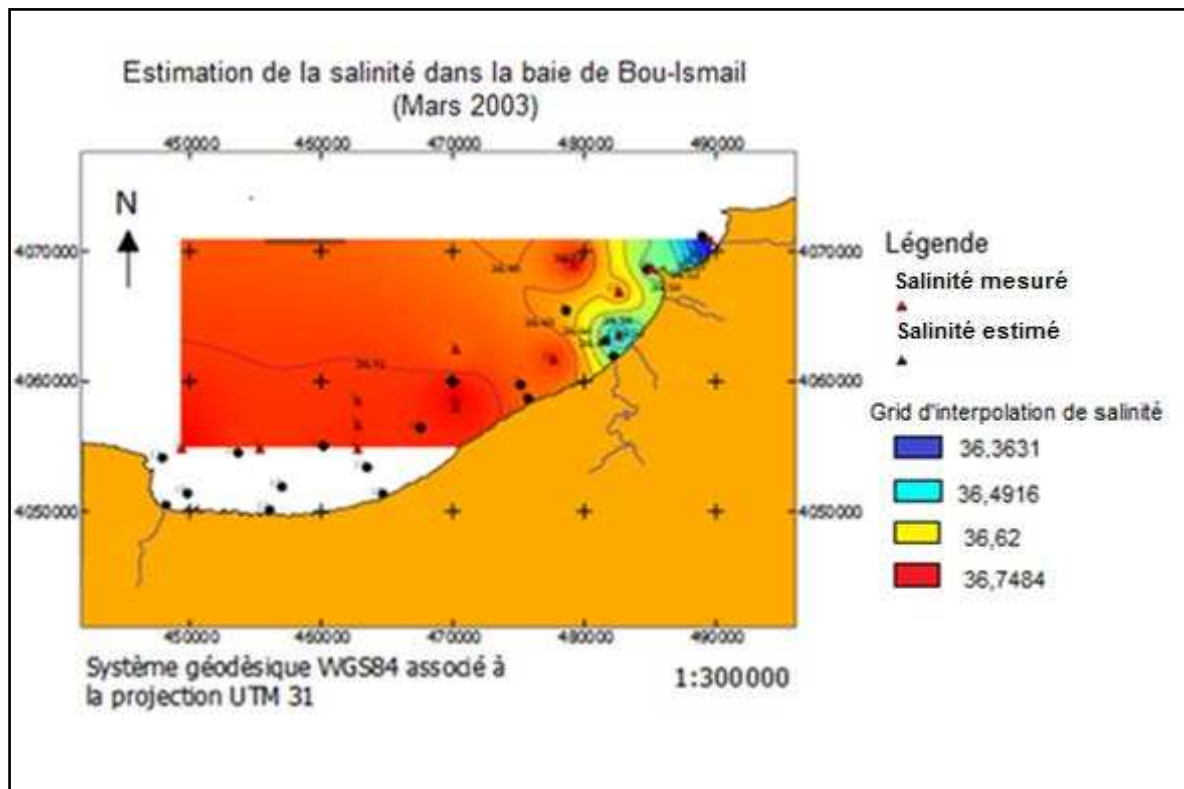 Estimation de la salinité dans la baie de Bou-Ismail
(Mars 2003)
450000 460000 470000 480000 490000
N
4070000 4070000
4060000 4060000
4050000 4050000
450000 460000 470000 480000 490000
Système géodèsique WGS84 associé à
la projection UTM 31
1:300000
Légende
Salinité mesuré
Salinité estimé
Grid d'interpolation de salinité
36.3631
36,4916
36,62
36,7484